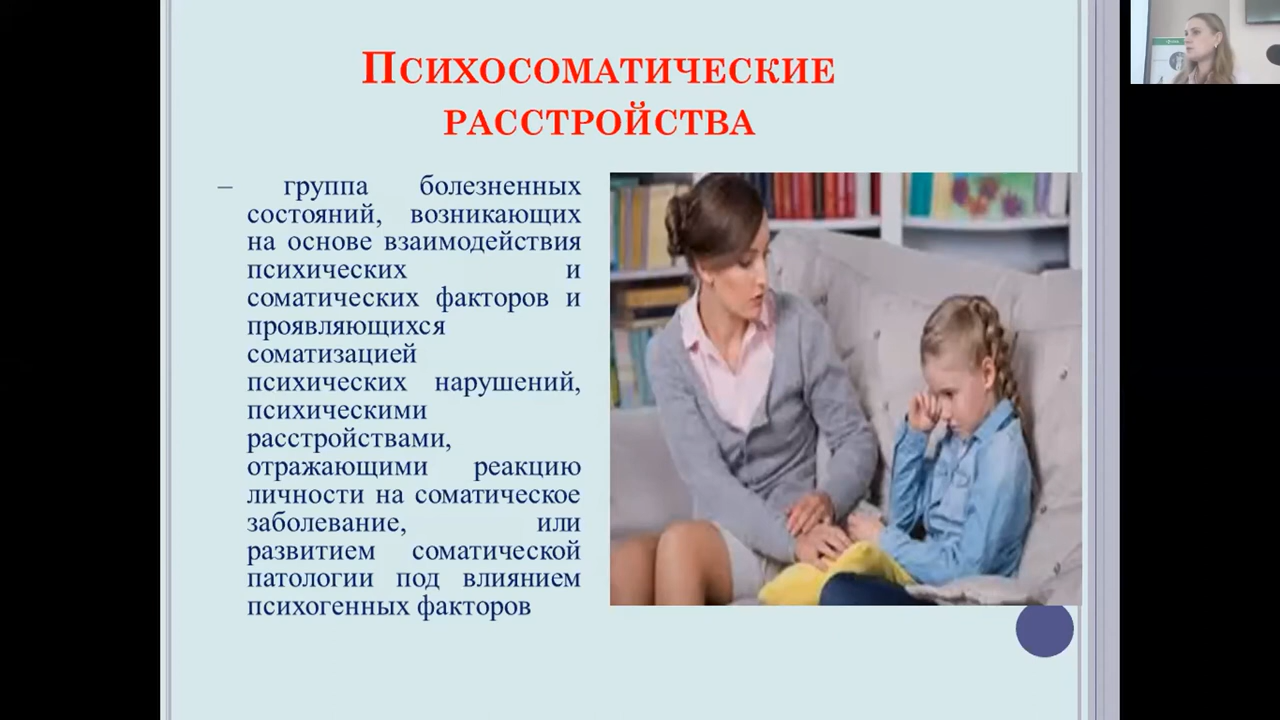 Психосоматические
расстройства
– группа болезненных
состояний, возникающих
на основе взаимодействия
психических и
соматических факторов и
проявляющихся
соматизацией
психических нарушений,
психическими
расстройствами,
отражающими реакцию
личности на соматическое
заболевание, или
развитием соматической
патологии под влиянием
психогенных факторов